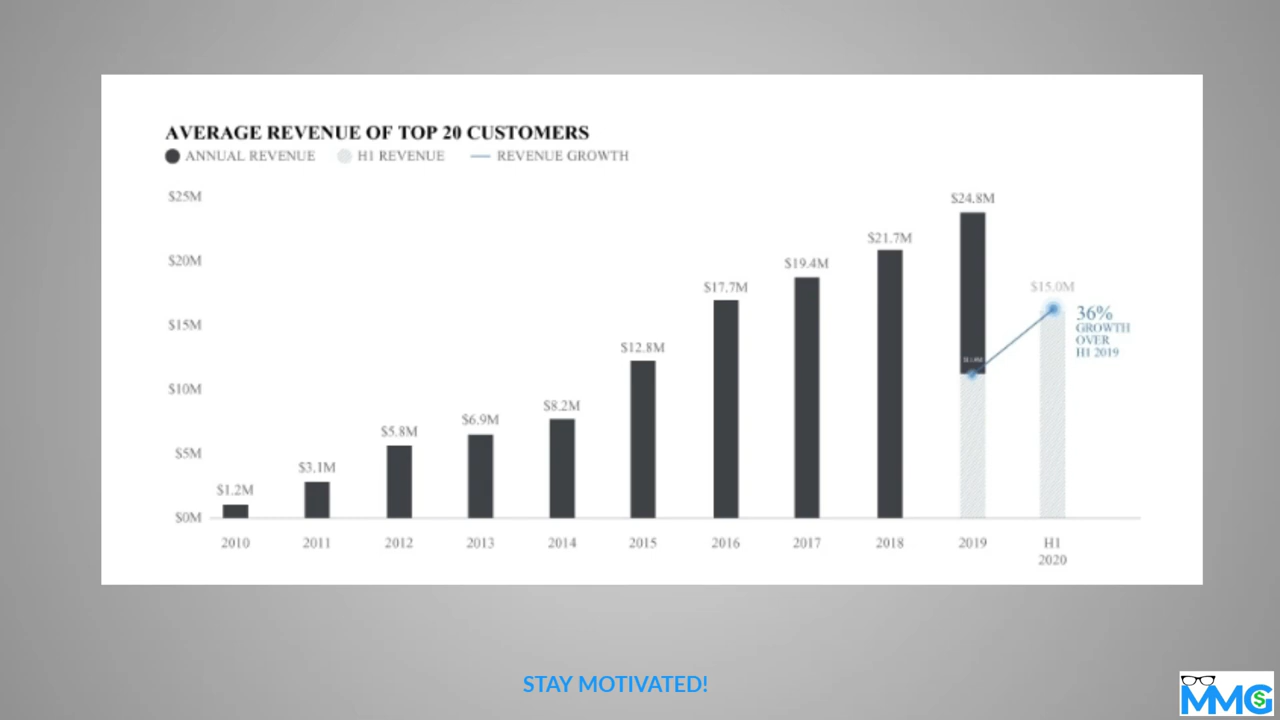 AVERAGE REVENUE OF TOP 20 CUSTOMERS
ANNUAL REVENUE H1 REVENUE REVENUE GROWTH
$25M
$20M
$15M
$10M
$5M
$0M
$1.2M
$3.1M
$5.8M
$6.9M
$8.2M
$12.8M
$17.7M
$19.4M
$21.7M
$24.8M
$15.0M
36%
GROWTH
OVER
H1 2019
2010 2011 2012 2013 2014 2015 2016 2017 2018 2019 H1
2020
STAY MOTIVATED!
MMG